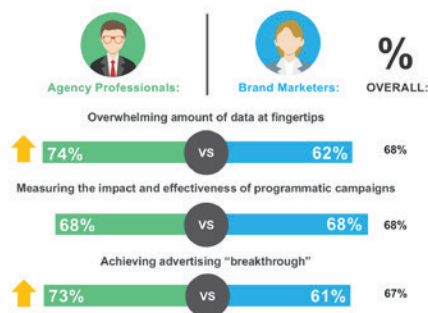 %
Agency Professionals: Brand Marketers: OVERALL:
Overwhelming amount of data at fingertips
74% VS 62% 68%
Measuring the impact and effectiveness of programmatic campaigns
68% VS 68% 68%
Achieving advertising “breakthrough”
73% VS 61% 67%